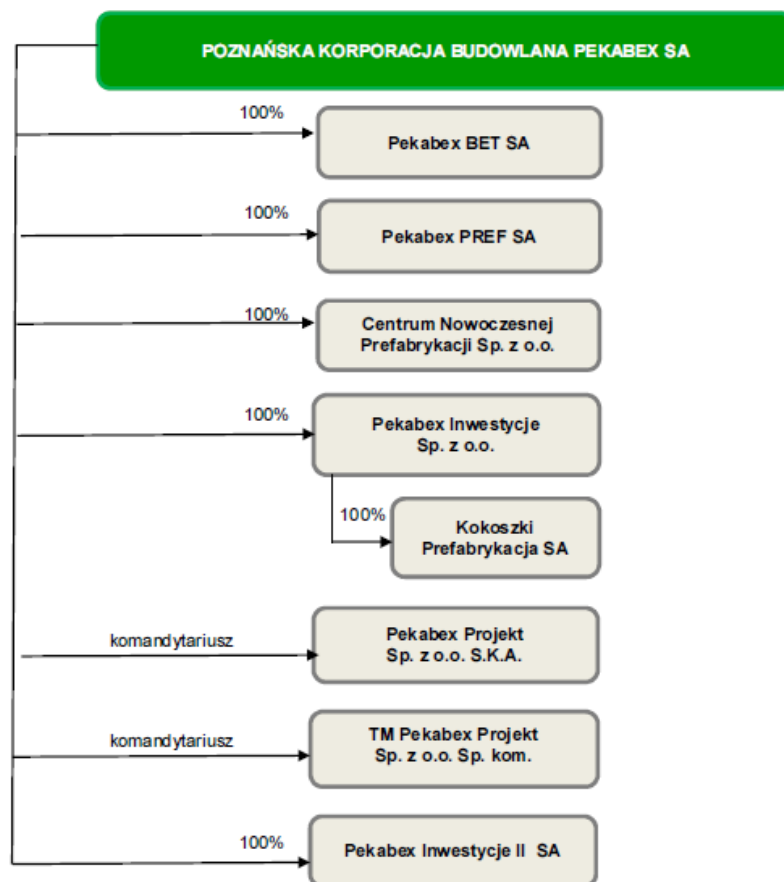 POZNAŃSKA KORPORACJA BUDOWLANA PEKABEX SA
100%
Pekabex BET SA
100%
Pekabex PREF SA
100%
Centrum Nowoczesnej
Prefabrykacji Sp. z o.o.
100%
Pekabex Inwestycje
Sp. z o.o.
100%
Kokoszki
Prefabrykacja SA
komandytariusz
Pekabex Projekt
Sp. z o.o. S.K.A.
komandytariusz
TM Pekabex Projekt
Sp. z o.o. Sp. kom.
100%
Pekabex Inwestycje II SA